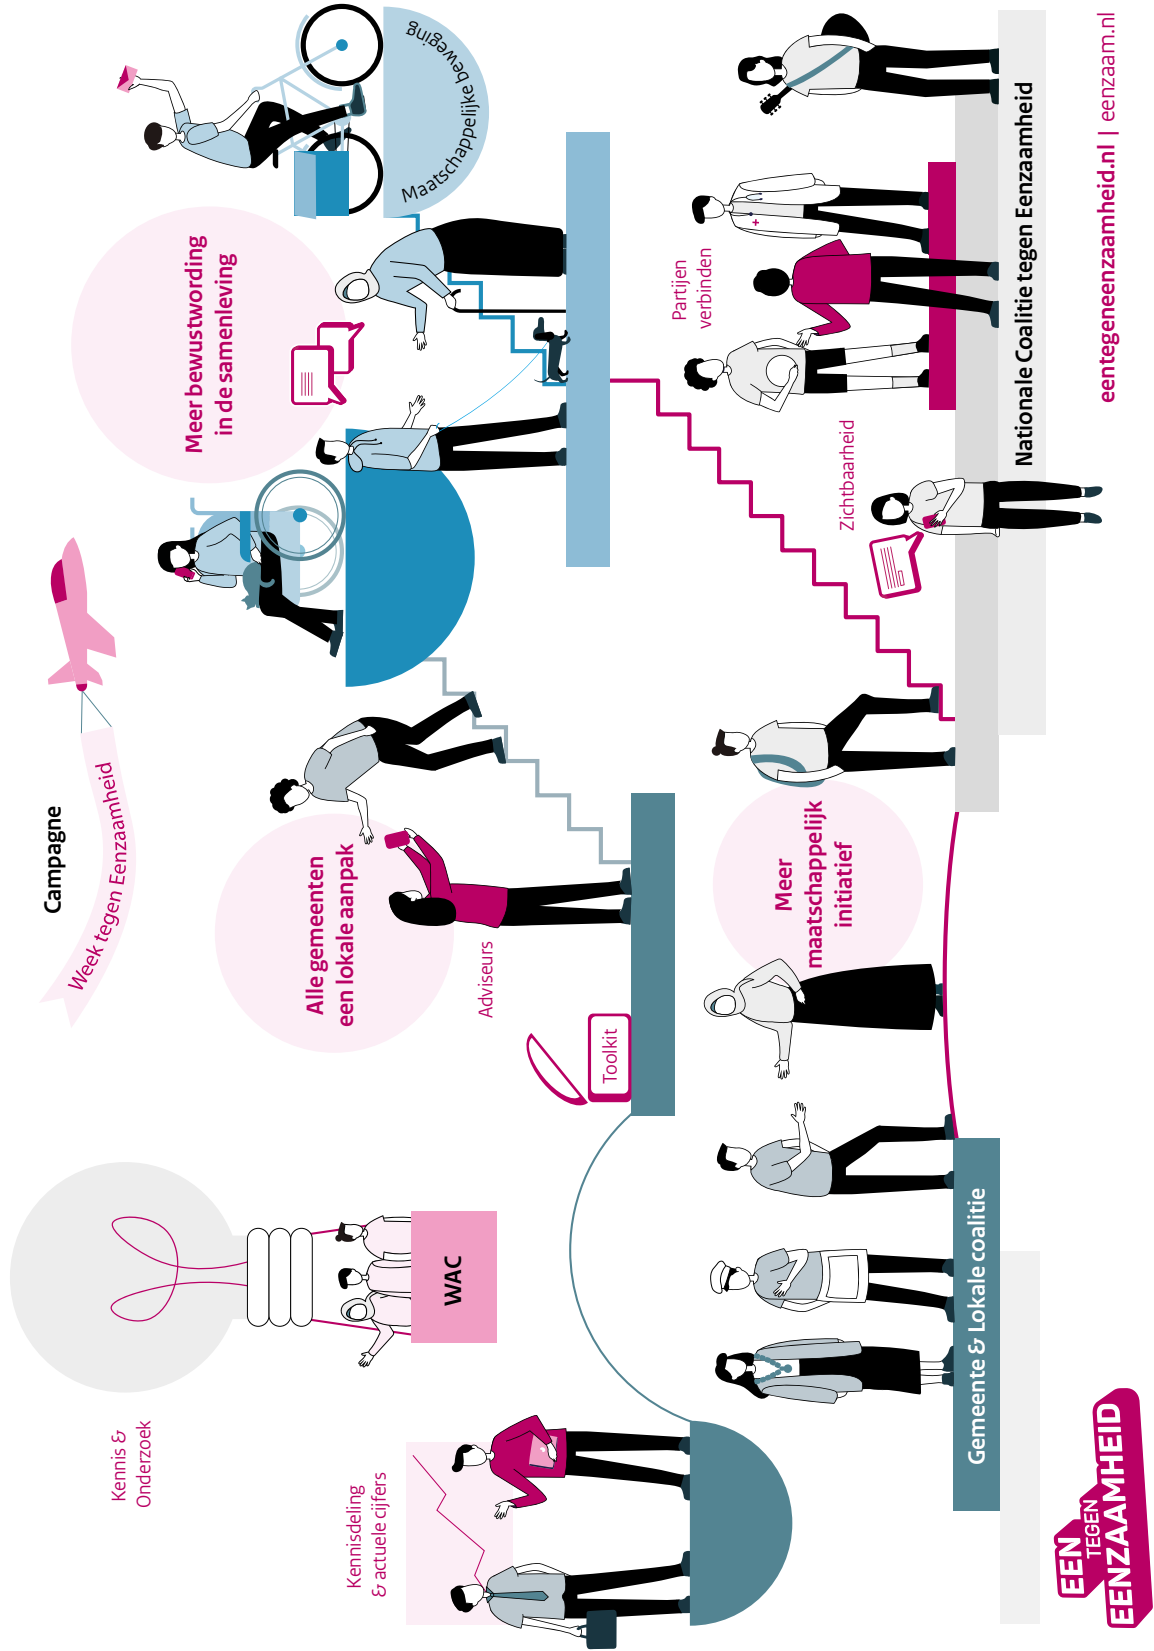 Kennis &
Onderzoek
Campagne
Week tegen Eenzaamheid
Meer bewustwording
in de samenleving
Maatschappelijke beweging
Kennisdeling
& actuele cijfers
WAC
Alle gemeenten
een lokale aanpak
Adviseurs
Toolkit
Meer
maatschappelijk
initiatief
Zichtbaarheid
Partijen
verbinden
Gemeente & Lokale coalitie
Nationale Coalitie tegen Eenzaamheid
EEN
TEGEN
EENZAAMHEID
eentegeneenzaamheid.nl | eenzaam.nl